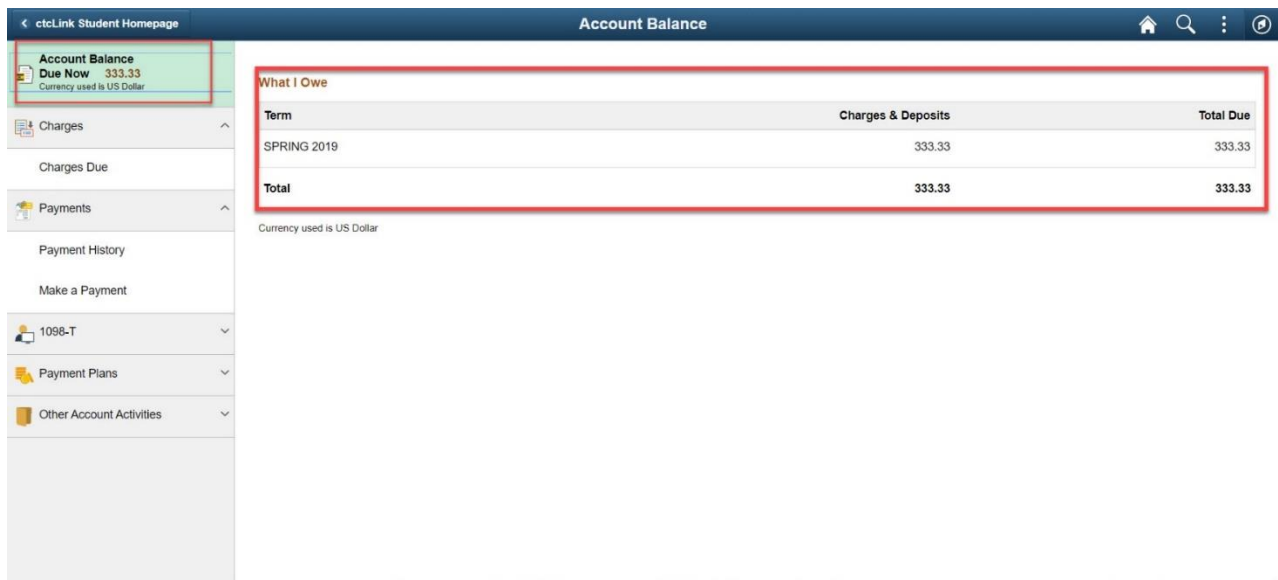 ctcLink Student Homepage
Account Balance
Account Balance
Due Now 333.33
Currency used is US Dollar
Charges
Charges Due
Payments
Payment History
Make a Payment
1098-T
Payment Plans
Other Account Activities
What I Owe
Term Charges & Deposits Total Due
SPRING 2019 333.33 333.33
Total 333.33 333.33
Currency used is US Dollar